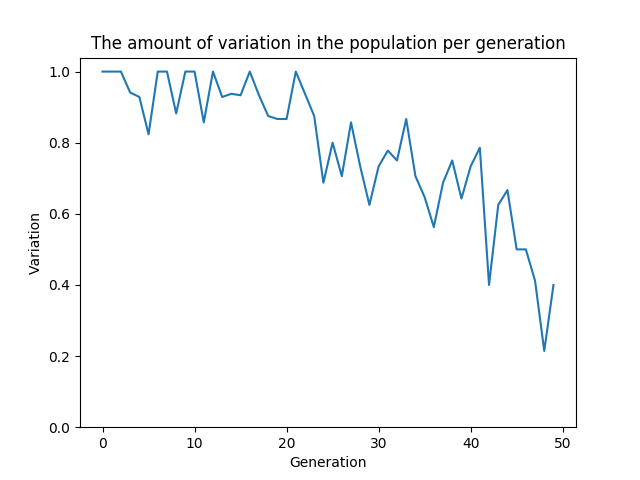 The amount of variation in the population per generation
1.0
0.8
0.6
0.4
0.2
0.0
Variation
0 10 20 30 40 50
Generation